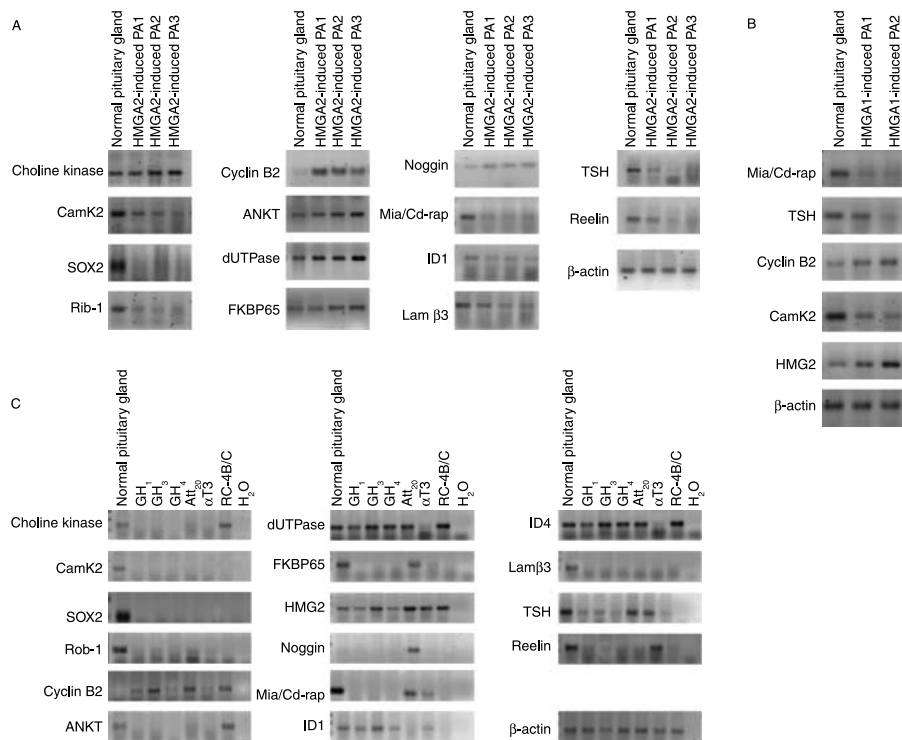 A
Normal pituitary gland
HMGA2-induced PA1
HMGA2-induced PA2
HMGA2-induced PA3
Choline kinase
CamK2
SOX2
Rib-1
Normal pituitary gland
HMGA2-induced PA1
HMGA2-induced PA2
HMGA2-induced PA3
Cyclin B2
ANKT
dUTPase
FKBP65
Normal pituitary gland
HMGA2-induced PA1
HMGA2-induced PA2
HMGA2-induced PA3
Noggin
Mia/Cd-rap
ID1
Lam β3
Normal pituitary gland
HMGA2-induced PA1
HMGA2-induced PA2
HMGA2-induced PA3
TSH
Reelin
β-actin
B
Normal pituitary gland
HMGA1-induced PA1
HMGA1-induced PA2
Mia/Cd-rap
TSH
Cyclin B2
CamK2
HMG2
β-actin
C
Normal pituitary gland
GH1
GH3
GH4
Att20
αT3
RC-4B/C
H2O
Choline kinase
CamK2
SOX2
Rob-1
Cyclin B2
ANKT
Normal pituitary gland
GH1
GH3
GH4
Att20
αT3
RC-4B/C
H2O
dUTPase
FKBP65
HMG2
Noggin
Mia/Cd-rap
ID1
Normal pituitary gland
GH1
GH3
GH4
Att20
αT3
RC-4B/C
H2O
ID4
Lamβ3
TSH
Reelin
β-actin